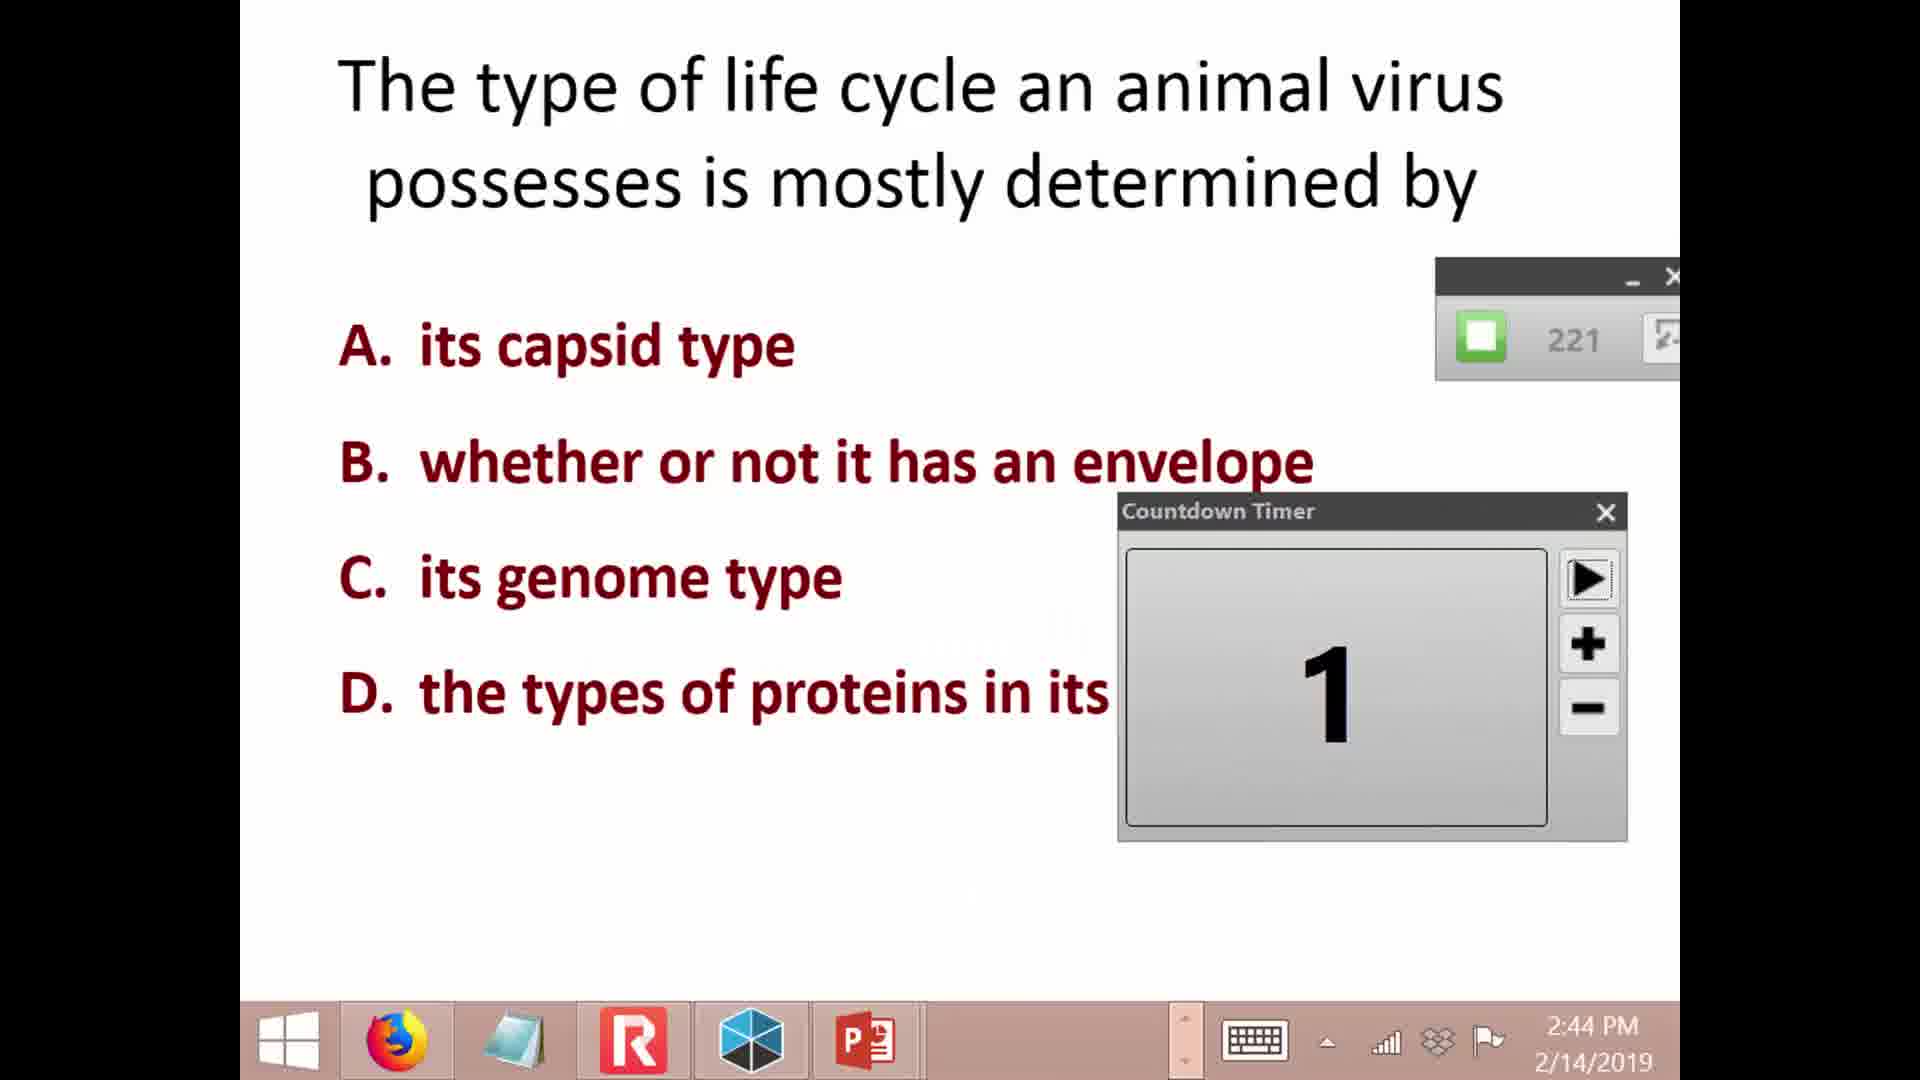 The type of life cycle an animal virus
possesses is mostly determined by
A. its capsid type
221
B. whether or not it has an envelope
Countdown Timer
C. its genome type
1
D. the types of proteins in its
2:44 PM
2/14/2019